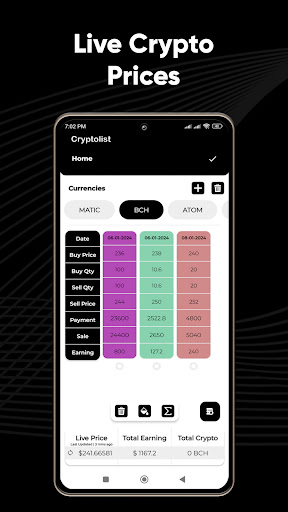 Live Crypto
Prices
7:02 PM
Cryptolist
Home
Currencies
MATIC BCH ATOM
Date 06-01-2024 06-01-2024 08-01-2024
Buy Price 236 238 240
Buy Qty 100 10.6 20
Sell Qty 100 10.6 20
Sell Price 244 250 252
Payment 23600 2522.8 4800
Sale 24400 2650 5040
Earning 800 127.2 240
Live Price Total Earning Total Crypto
Last Updated : 3 mins ago
$241.66581 $ 1167.2 0 BCH